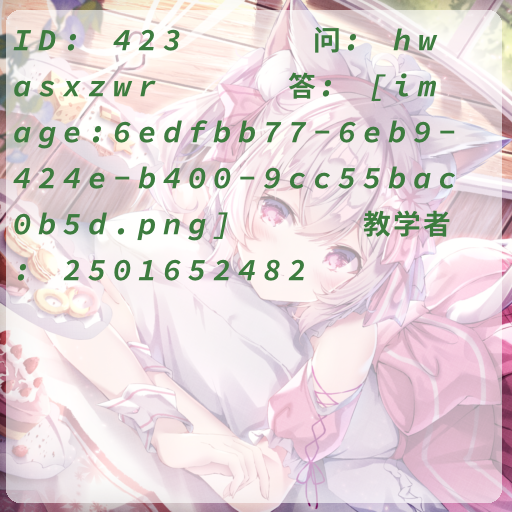 ID: 423 问: hw
asxzwr 答: [im
age:6edfbb77-6eb9-
424e-b400-9cc55bac
0b5d.png] 教学者
: 2501652482